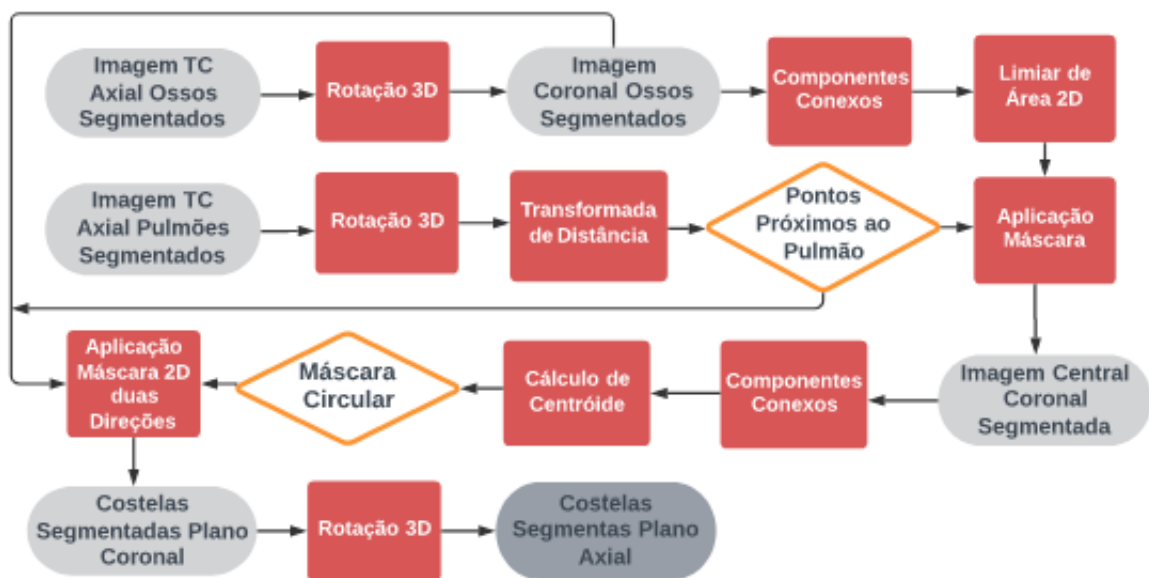 Imagem TC
Axial Ossos
Segmentados
Rotação 3D
Imagem
Coronal Ossos
Segmentados
Componentes
Conexos
Limiar de
Área 2D
Imagem TC
Axial Pulmões
Segmentados
Rotação 3D
Transformada
de Distância
Pontos
Próximos ao
Pulmão
Aplicação
Máscara
Aplicação
Máscara 2D
duas
Direções
Máscara
Circular
Cálculo de
Centróide
Componentes
Conexos
Imagem Central
Coronal
Segmentada
Costelas
Segmentadas Plano
Coronal
Rotação 3D
Costelas
Segmentas Plano
Axial